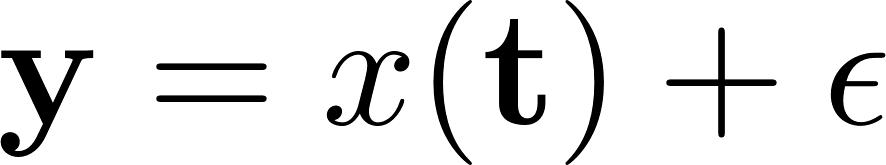 y = x(t) + ϵ